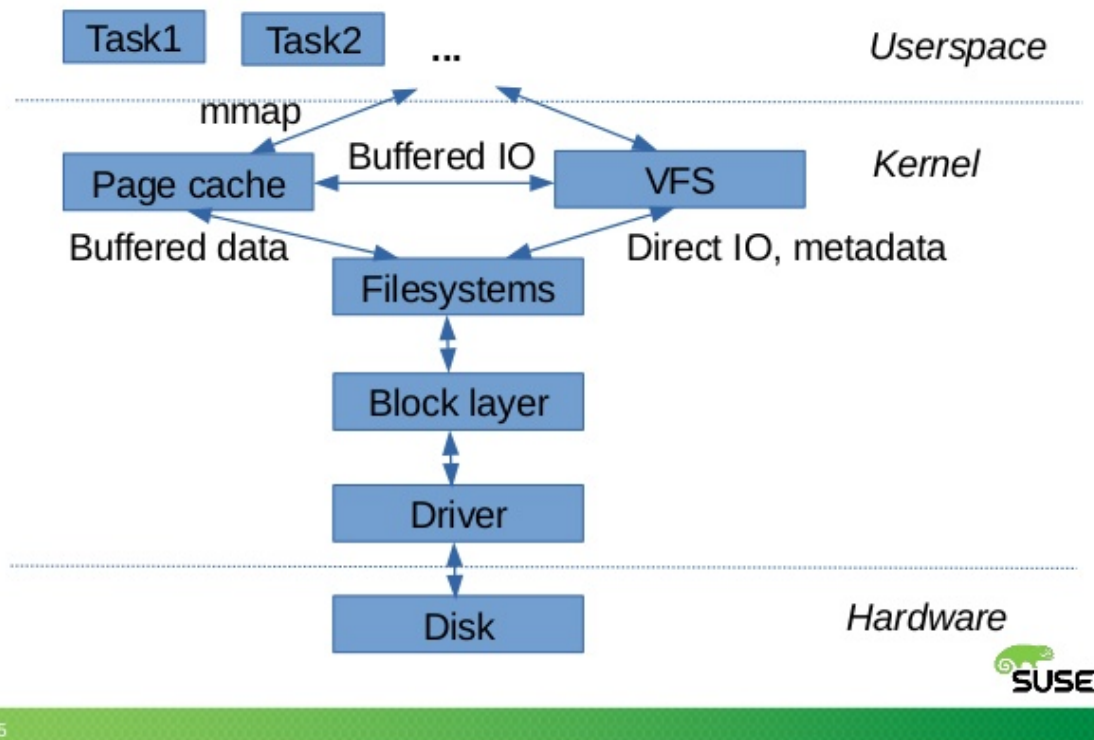 Task1
Task2
...
Userspace
mmap
Buffered IO
Kernel
Page cache
VFS
Buffered data
Direct IO, metadata
Filesystems
Block layer
Driver
Disk
Hardware
SUSE